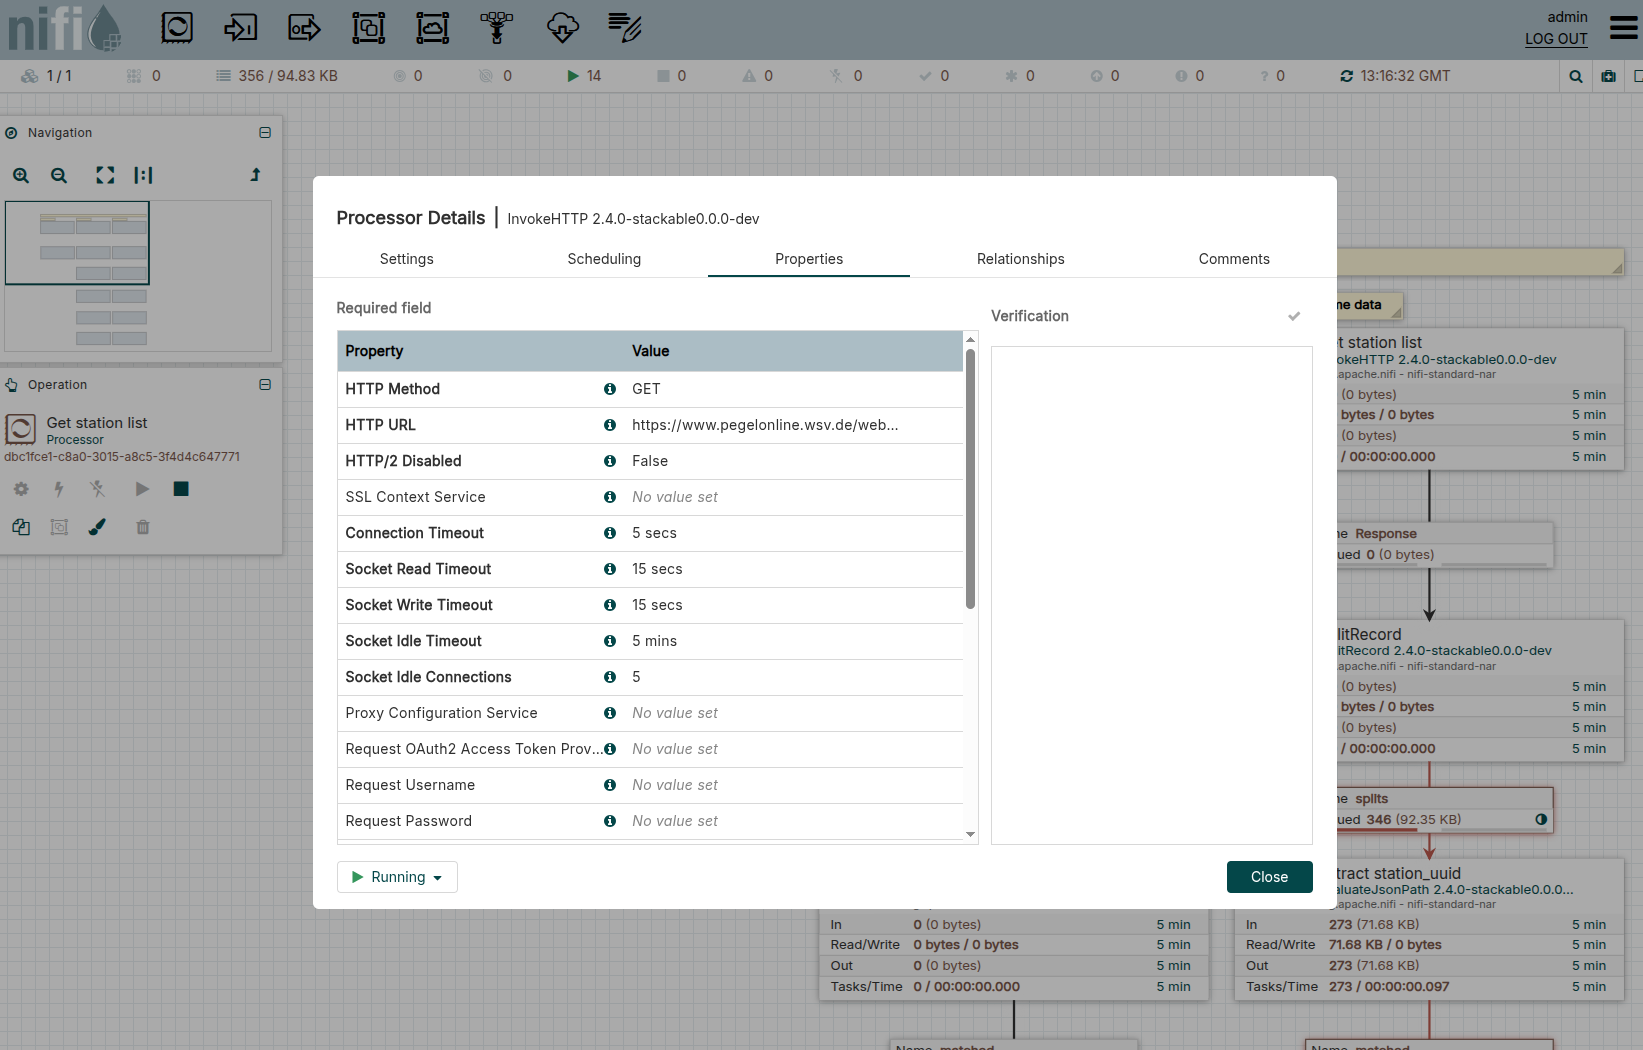 nifi
admin
LOG OUT
1 / 1
0
356 / 94.83 KB
0
0
14
0
0
0
0
0
0
0
0
13:16:32 GMT
Navigation
Operation
Get station list
Processor
dbc1fce1-c8a0-3015-a8c5-3f4d4c647771
Processor Details | InvokeHTTP 2.4.0-stackable0.0.0-dev
Settings
Scheduling
Properties
Relationships
Comments
Required field
Property Value
HTTP Method GET
HTTP URL https://www.pegelonline.wsv.de/web...
HTTP/2 Disabled False
SSL Context Service No value set
Connection Timeout 5 secs
Socket Read Timeout 15 secs
Socket Write Timeout 15 secs
Socket Idle Timeout 5 mins
Socket Idle Connections 5
Proxy Configuration Service No value set
Request OAuth2 Access Token Prov... No value set
Request Username No value set
Request Password No value set
Verification
Running
Close
me data
t station list
okeHTTP 2.4.0-stackable0.0.0-dev
.apache.nifi - nifi-standard-nar
(0 bytes) 5 min
bytes / 0 bytes 5 min
(0 bytes) 5 min
/ 00:00:00.000 5 min
ne Response
ued 0 (0 bytes)
litRecord
litRecord 2.4.0-stackable0.0.0-dev
.apache.nifi - nifi-standard-nar
(0 bytes) 5 min
bytes / 0 bytes 5 min
(0 bytes) 5 min
/ 00:00:00.000 5 min
ne splits
ued 346 (92.35 KB)
tract station_uuid
aluateJsonPath 2.4.0-stackable0.0.0...
.apache.nifi - nifi-standard-nar
In 273 (71.68 KB) 5 min
Read/Write 71.68 KB / 0 bytes 5 min
Out 273 (71.68 KB) 5 min
Tasks/Time 273 / 00:00:00.097 5 min
In 0 (0 bytes) 5 min
Read/Write 0 bytes / 0 bytes 5 min
Out 0 (0 bytes) 5 min
Tasks/Time 0 / 00:00:00.000 5 min
Name matched
Name matched